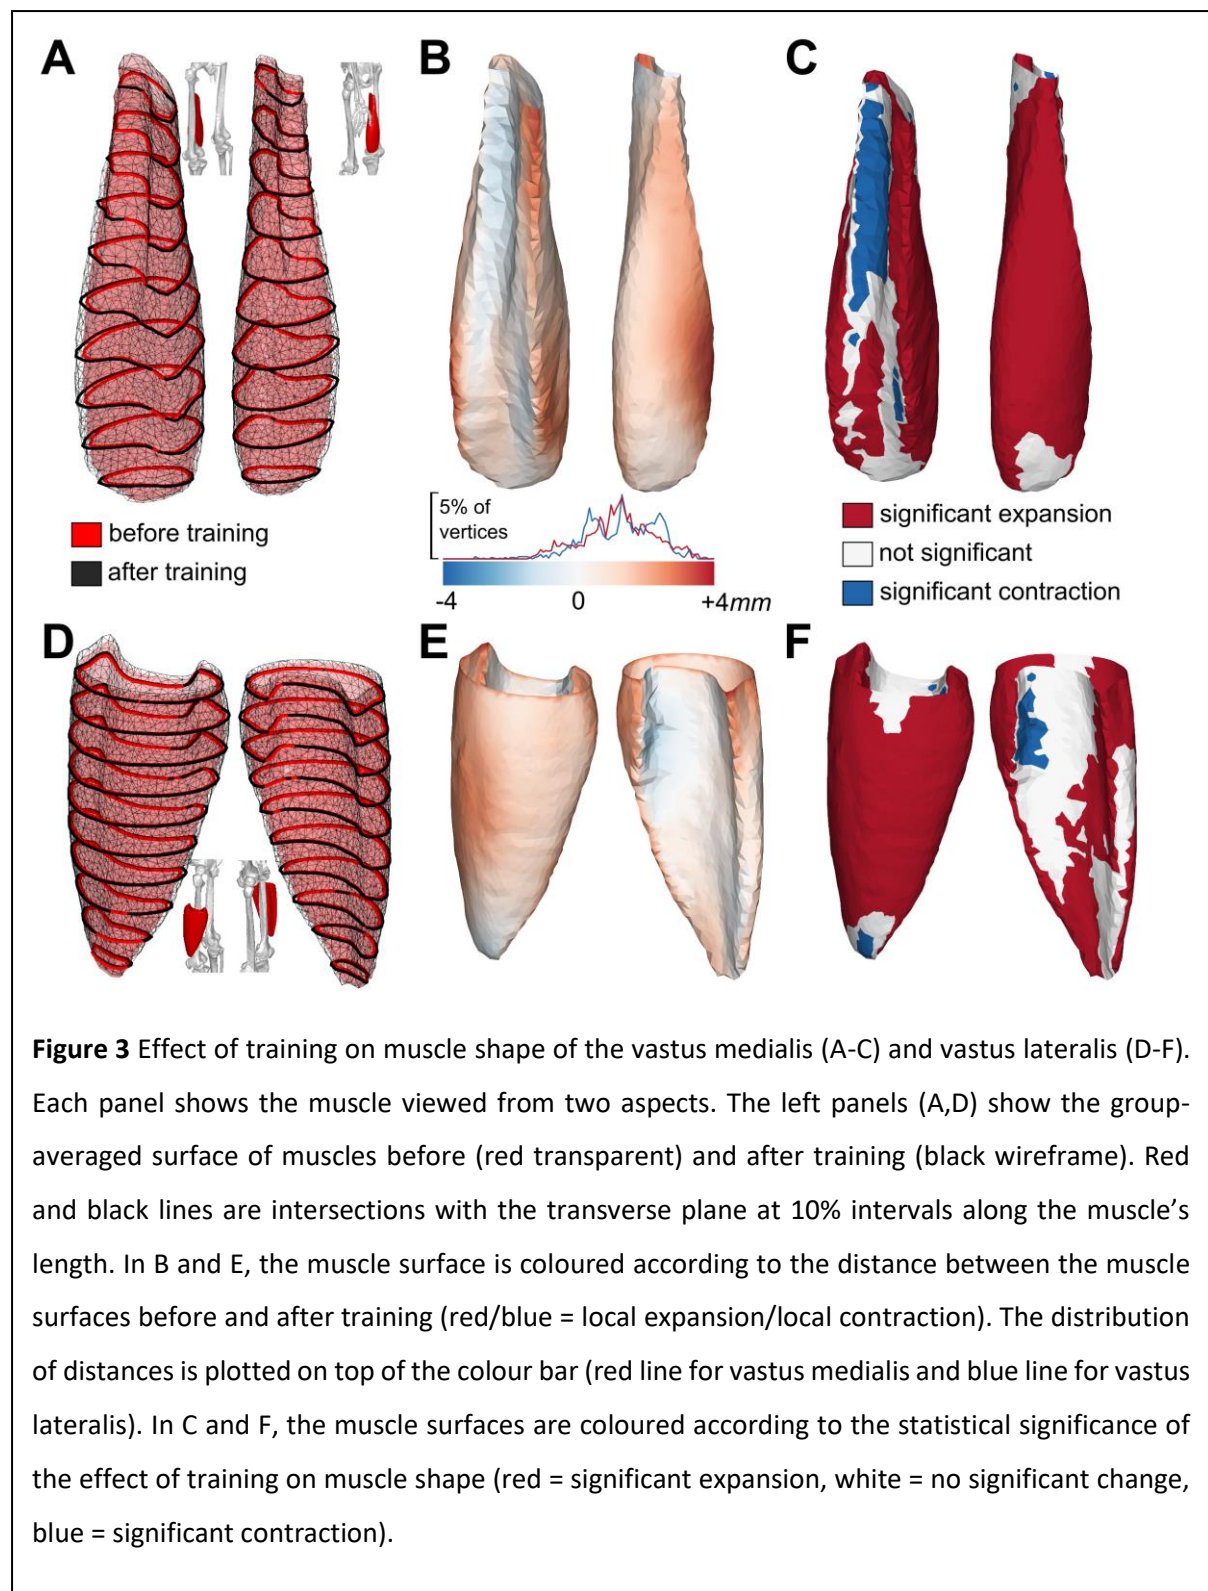 A
B
C
5% of
vertices
before training
after training
-4
0
+4mm
significant expansion
not significant
significant contraction
D
E
F
Figure 3 Effect of training on muscle shape of the vastus medialis (A-C) and vastus lateralis (D-F).
Each panel shows the muscle viewed from two aspects. The left panels (A,D) show the group-
averaged surface of muscles before (red transparent) and after training (black wireframe). Red
and black lines are intersections with the transverse plane at 10% intervals along the muscle’s
length. In B and E, the muscle surface is coloured according to the distance between the muscle
surfaces before and after training (red/blue = local expansion/local contraction). The distribution
of distances is plotted on top of the colour bar (red line for vastus medialis and blue line for vastus
lateralis). In C and F, the muscle surfaces are coloured according to the statistical significance of
the effect of training on muscle shape (red = significant expansion, white = no significant change,
blue = significant contraction).